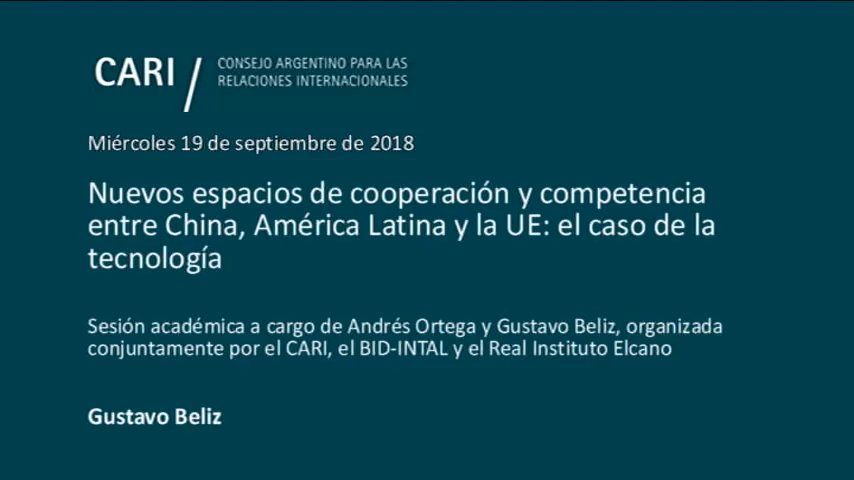 CARI / CONSEJO ARGENTINO PARA LAS
RELACIONES INTERNACIONALES
Miércoles 19 de septiembre de 2018
Nuevos espacios de cooperación y competencia
entre China, América Latina y la UE: el caso de la
tecnología
Sesión académica a cargo de Andrés Ortega y Gustavo Beliz, organizada
conjuntamente por el CARI, el BID-INTAL y el Real Instituto Elcano
Gustavo Beliz